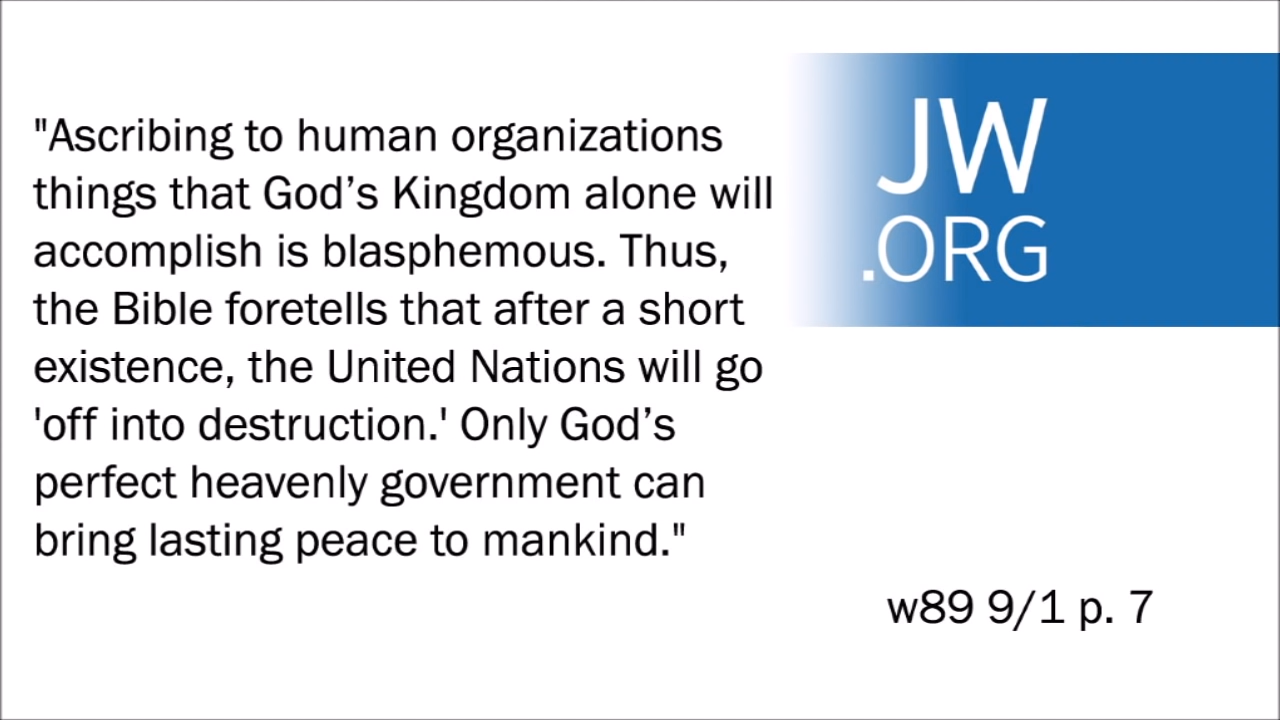 "Ascribing to human organizations
things that God’s Kingdom alone will
accomplish is blasphemous. Thus,
the Bible foretells that after a short
existence, the United Nations will go
'off into destruction.' Only God’s
perfect heavenly government can
bring lasting peace to mankind."
JW
.ORG
w89 9/1 p. 7